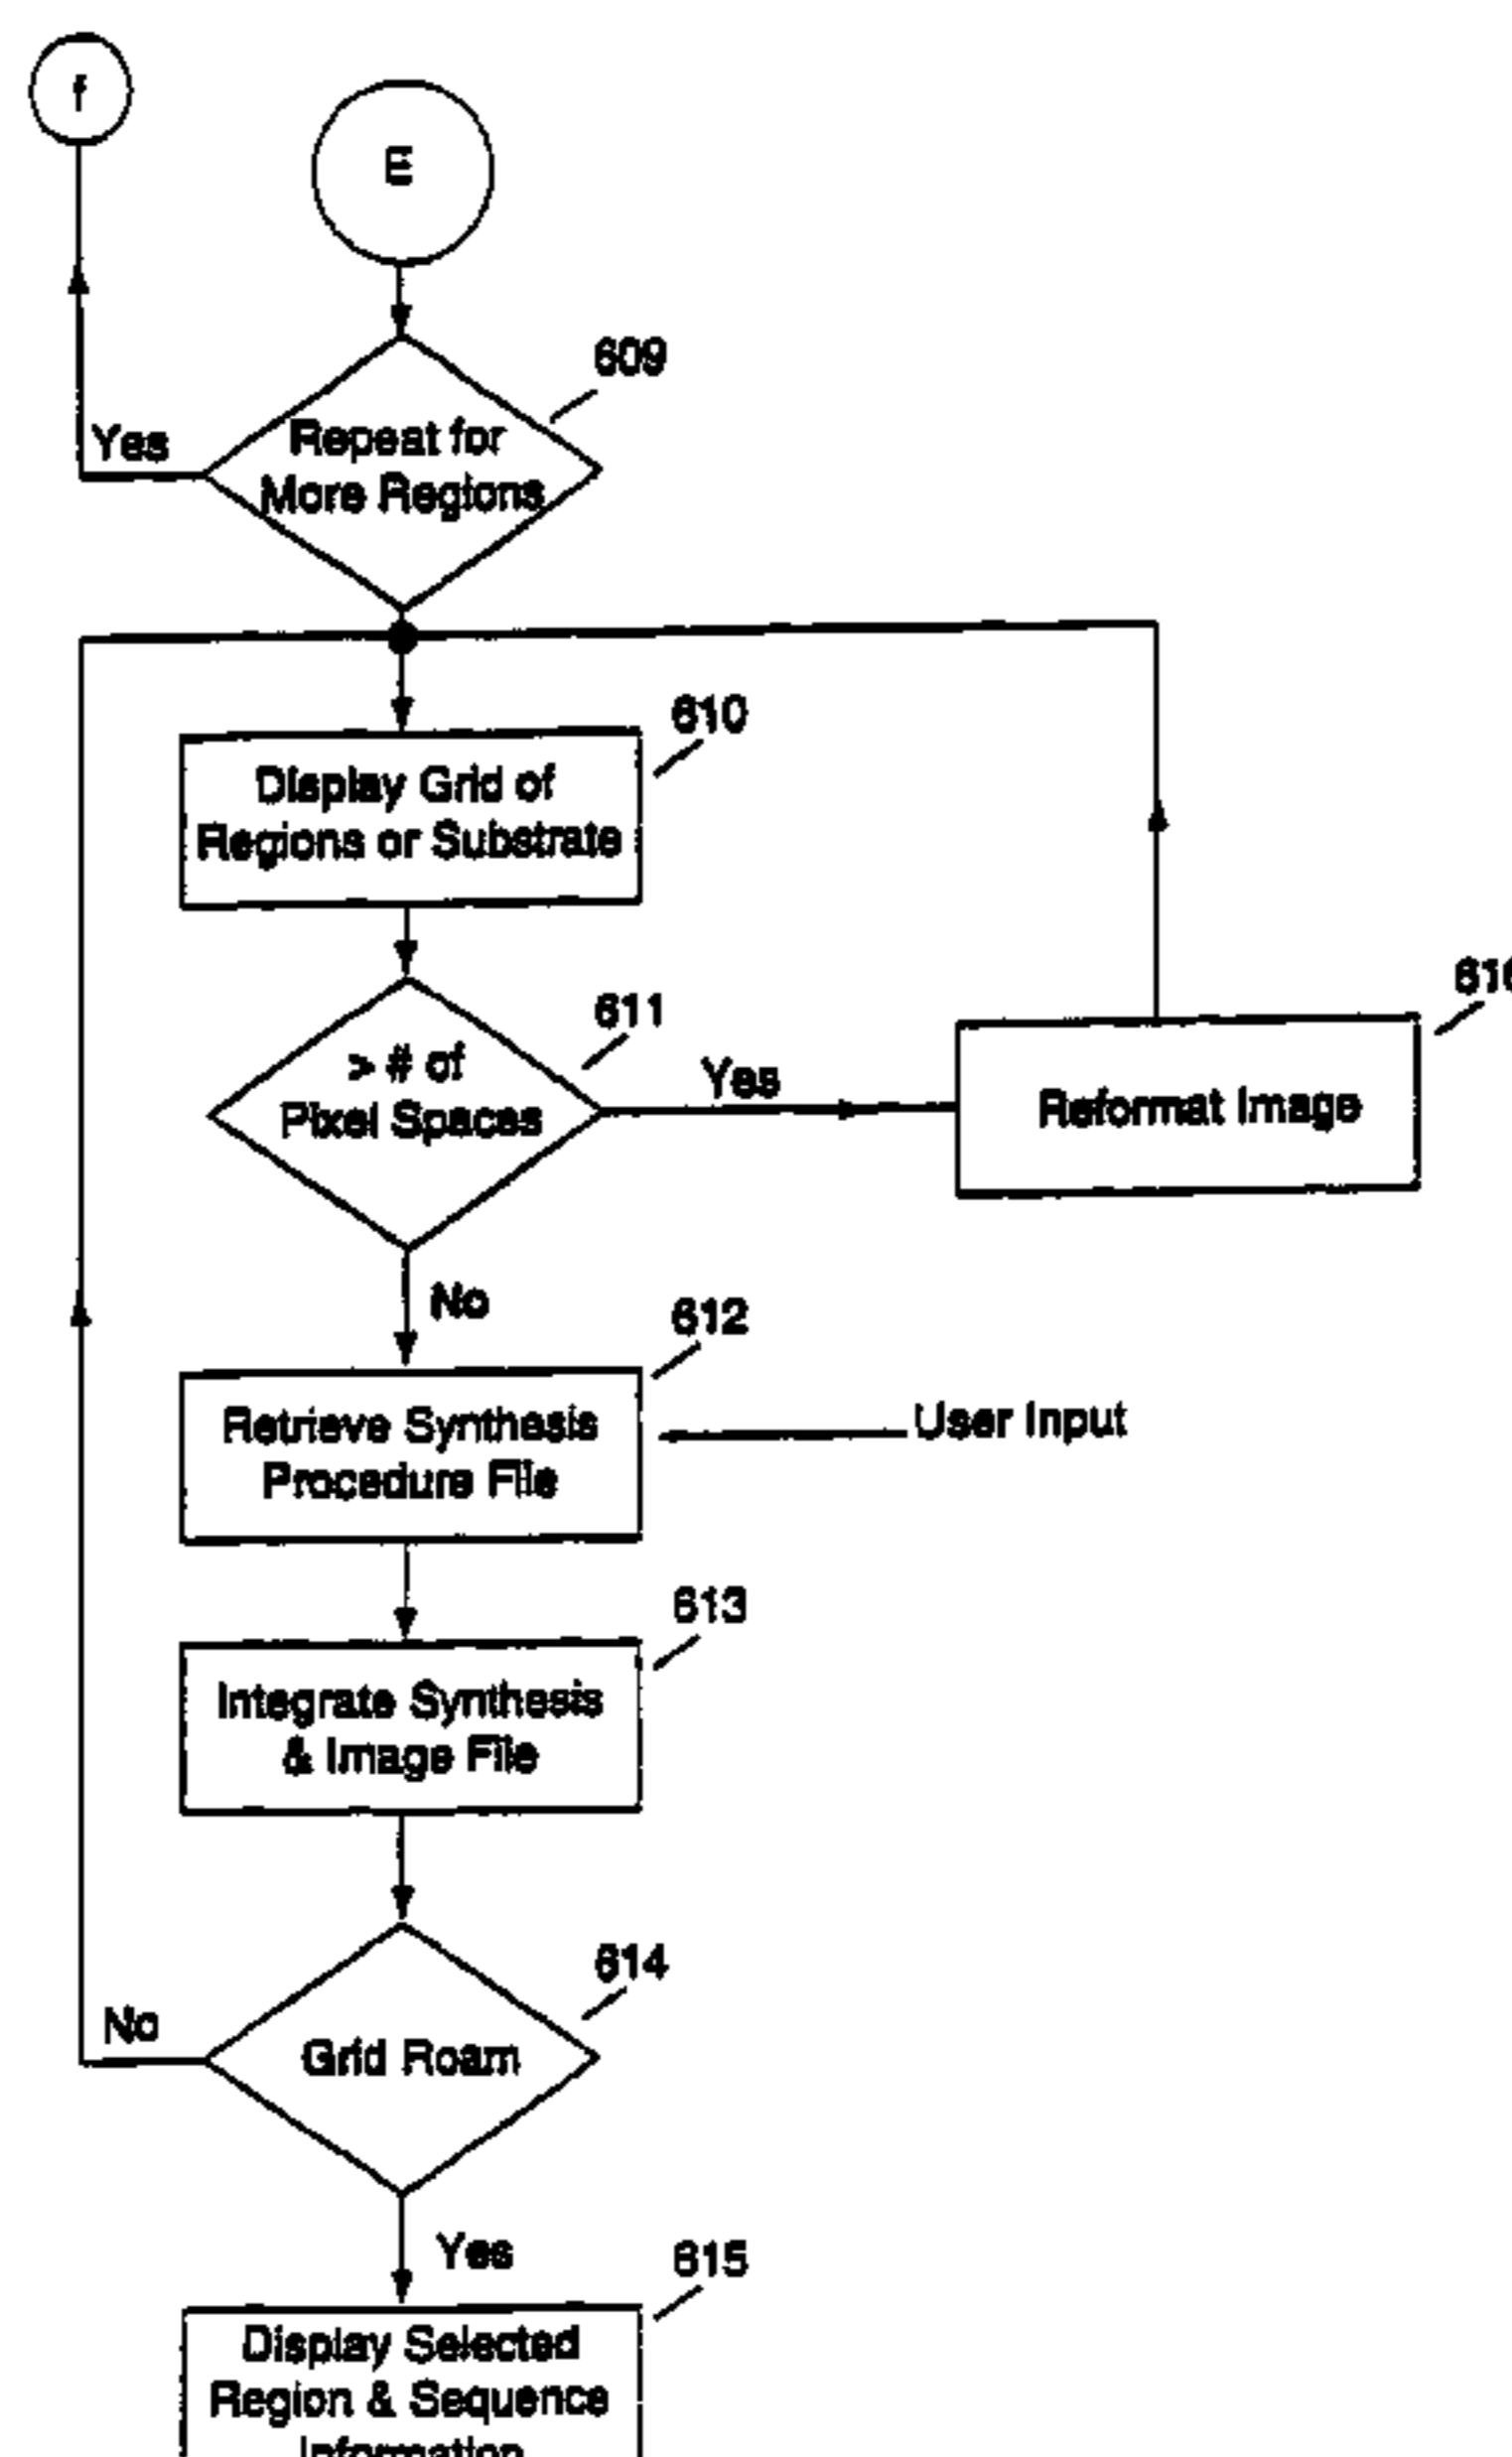 f
E
609
Repeat for
More Regions
Yes
610
Display Grid of
Regions or Substrate
611
> # of
Pixel Spaces
Yes
Reformat Image
No
612
Retrieve Synthesis
Procedure File
User Input
613
Integrate Synthesis
& Image File
614
Grid Roam
No
Yes
615
Display Selected
Region & Sequence
Information